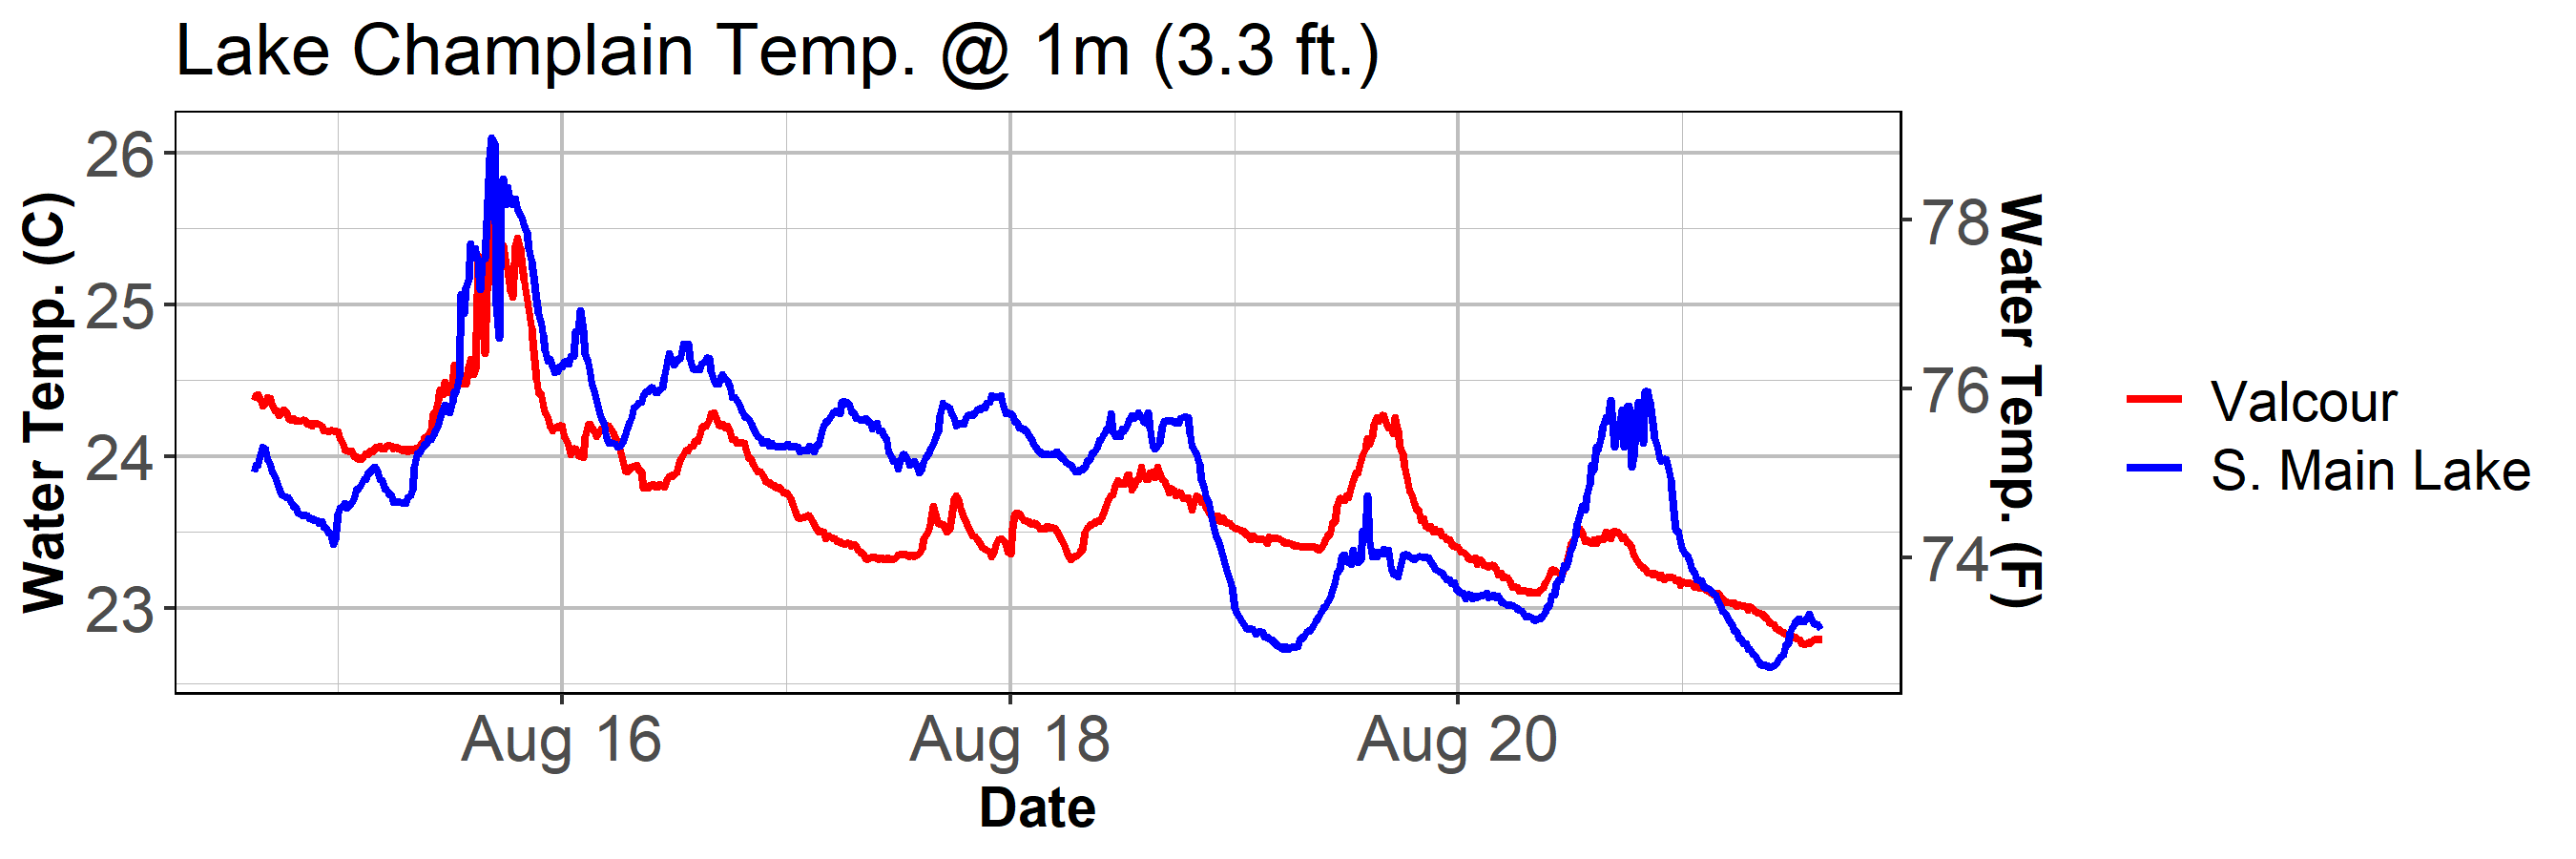 Lake Champlain Temp. @ 1m (3.3 ft.)
Water Temp. (C)
26
25
24
23
78
76
74
Water Temp. (F)
Aug 16
Aug 18
Aug 20
Date
Valcour
S. Main Lake